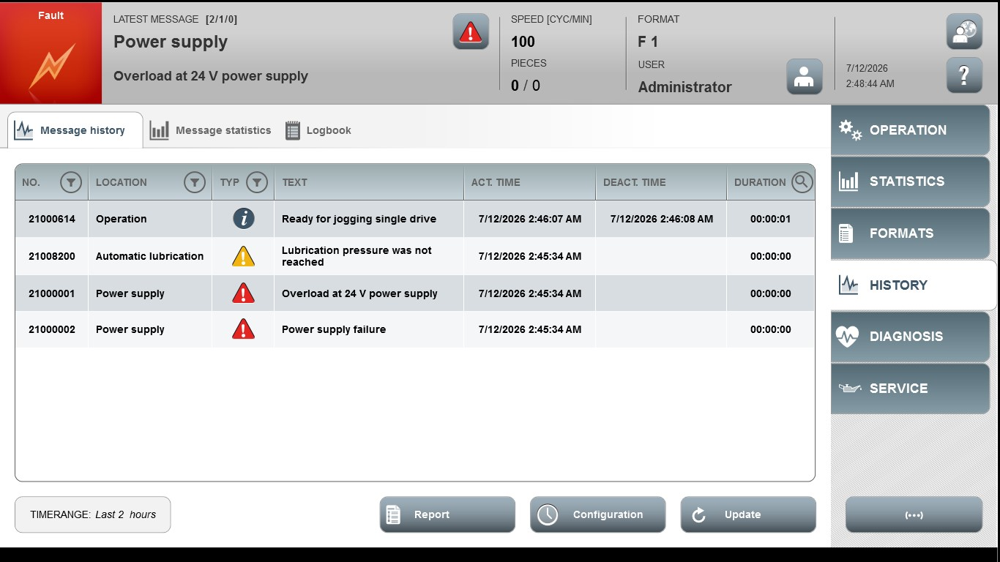 Fault
LATEST MESSAGE [2/1/0]
Power supply
Overload at 24 V power supply
SPEED [CYC/MIN]
100
PIECES
0 / 0
FORMAT
F 1
USER
Administrator
7/12/2026
2:48:44 AM
?
Message history
Message statistics
Logbook
NO. LOCATION TYP TEXT ACT. TIME DEACT. TIME DURATION
21000614 Operation i Ready for jogging single drive 7/12/2026 2:46:07 AM 7/12/2026 2:46:08 AM 00:00:01
21008200 Automatic lubrication Lubrication pressure was not
reached 7/12/2026 2:45:34 AM 00:00:00
21000001 Power supply Overload at 24 V power supply 7/12/2026 2:45:34 AM 00:00:00
21000002 Power supply Power supply failure 7/12/2026 2:45:34 AM 00:00:00
TIMERANGE: Last 2 hours
Report
Configuration
Update
OPERATION
STATISTICS
FORMATS
HISTORY
DIAGNOSIS
SERVICE
(•••)